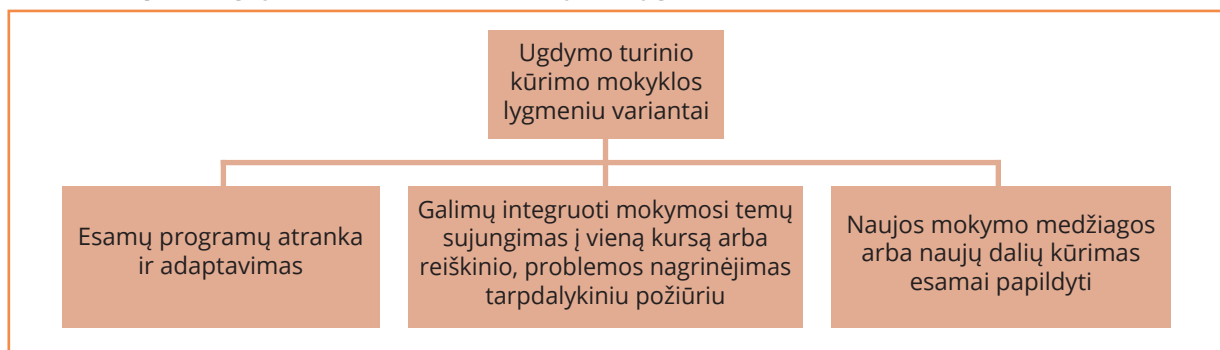 Ugdymo turinio
kūrimo mokyklos
lygmeniu variantai
Esamų programų atranka
ir adaptavimas
Galimų integruoti mokymosi temų
sujungimas į vieną kursą arba
reiškinio, problemos nagrinėjimas
tarpdalykiniu požiūriu
Naujos mokymo medžiagos
arba naujų dalių kūrimas
esamai papildyti